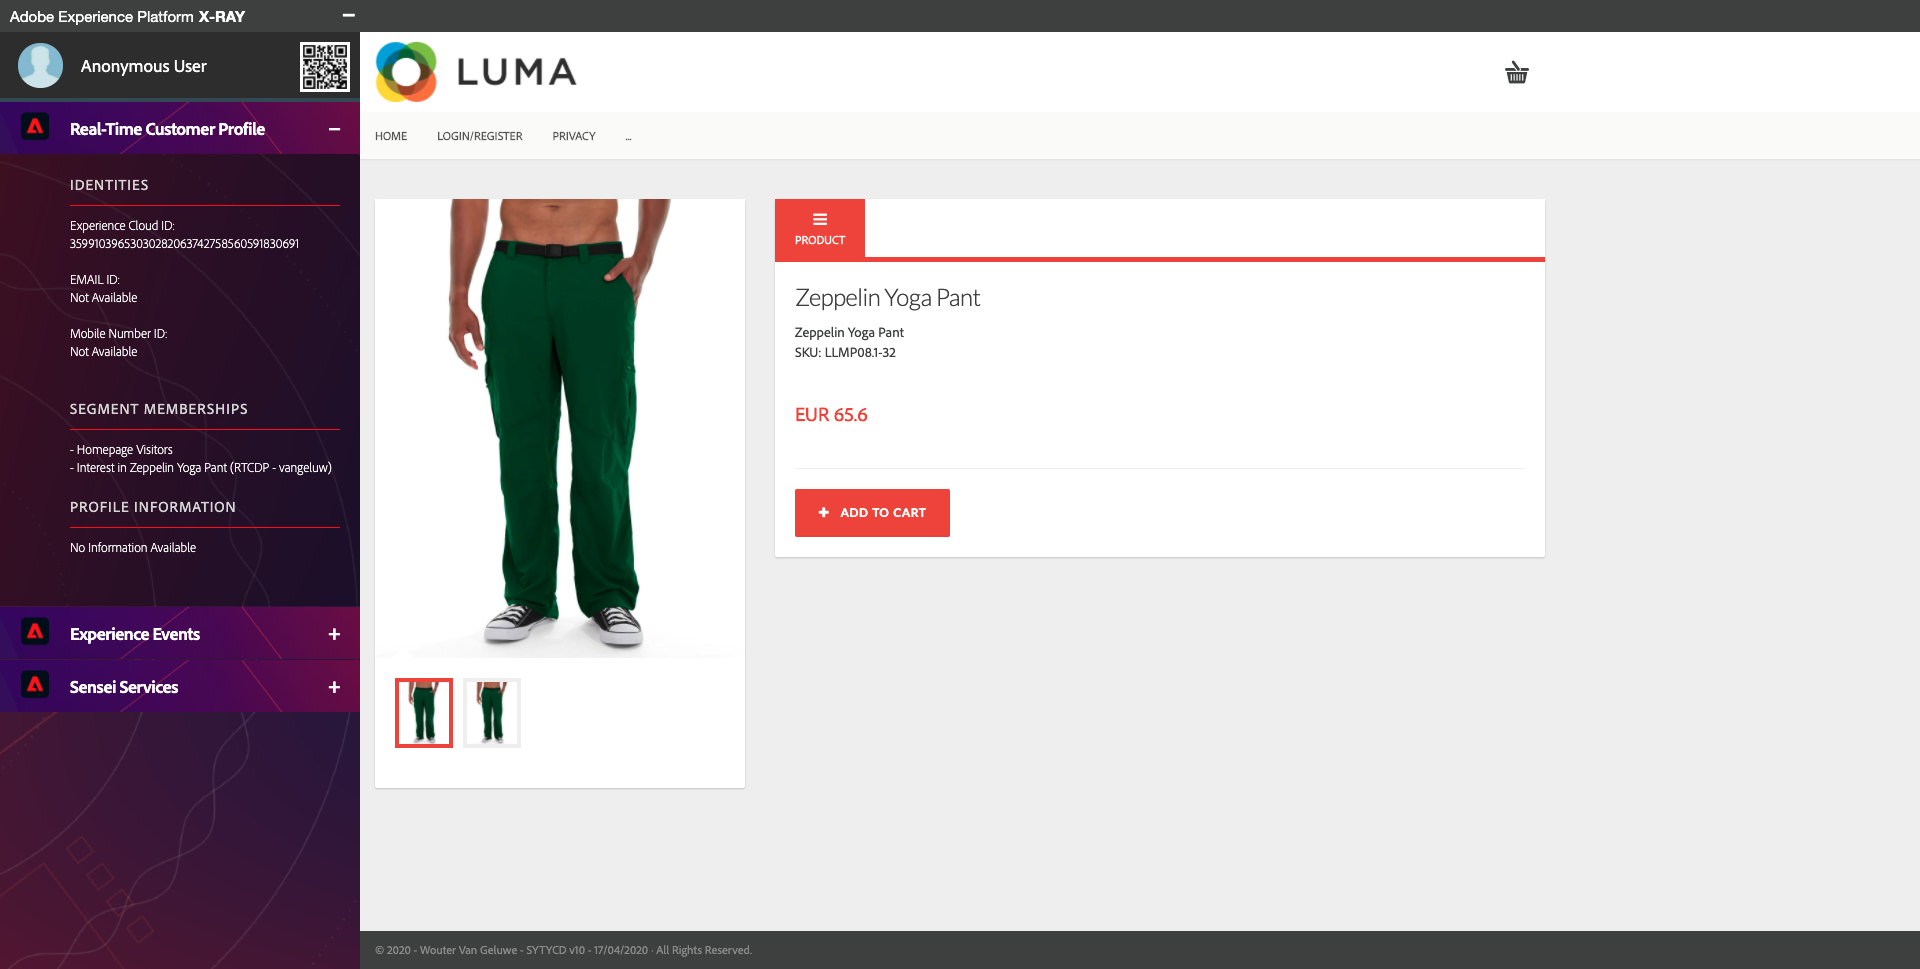 Adobe Experience Platform X-RAY
Anonymous User
Real-Time Customer Profile
IDENTITIES
Experience Cloud ID:
35991039653030282063742758560591830691
EMAIL ID:
Not Available
Mobile Number ID:
Not Available
SEGMENT MEMBERSHIPS
- Homepage Visitors
- Interest in Zeppelin Yoga Pant (RTCDP - vangeluw)
PROFILE INFORMATION
No Information Available
Experience Events
Sensei Services
LUMA
HOME LOGIN/REGISTER PRIVACY ...
PRODUCT
Zeppelin Yoga Pant
Zeppelin Yoga Pant
SKU: LLMP08.1-32
EUR 65.6
ADD TO CART
© 2020 - Wouter Van Geluwe - SYTYCD v10 - 17/04/2020 · All Rights Reserved.